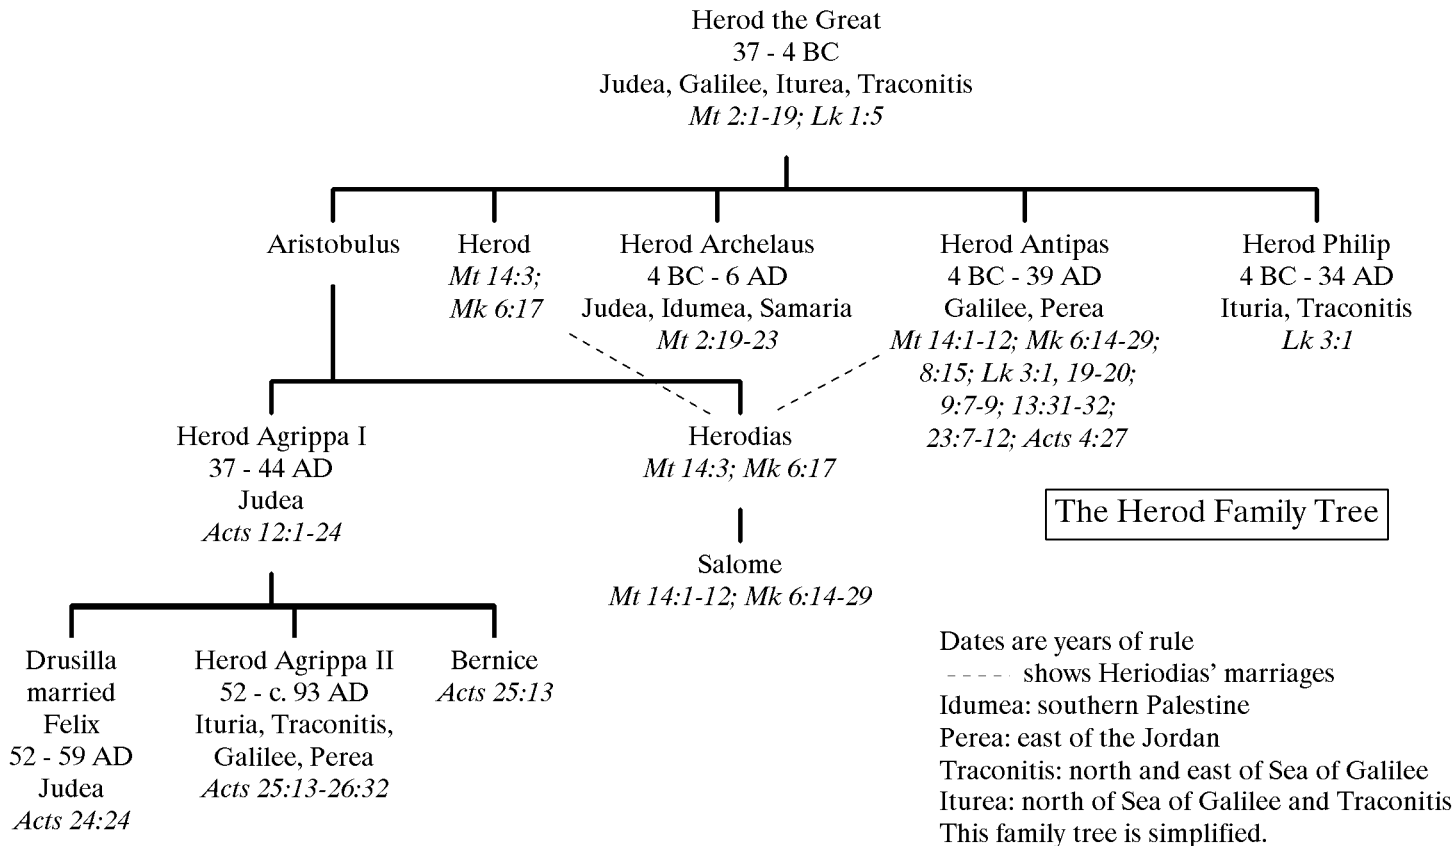 Herod the Great
37 - 4 BC
Judea, Galilee, Iturea, Traconitis
Mt 2:1-19; Lk 1:5
Aristobulus
Herod
Mt 14:3;
Mk 6:17
Herod Archelaus
4 BC - 6 AD
Judea, Idumea, Samaria
Mt 2:19-23
Herod Antipas
4 BC - 39 AD
Galilee, Perea
Mt 14:1-12; Mk 6:14-29;
8:15; Lk 3:1, 19-20;
9:7-9; 13:31-32;
23:7-12; Acts 4:27
Herod Philip
4 BC - 34 AD
Ituria, Traconitis
Lk 3:1
Herod Agrippa I
37 - 44 AD
Judea
Acts 12:1-24
Herodias
Mt 14:3; Mk 6:17
The Herod Family Tree
Salome
Mt 14:1-12; Mk 6:14-29
Drusilla
married
Felix
52 - 59 AD
Judea
Acts 24:24
Herod Agrippa II
52 - c. 93 AD
Ituria, Traconitis,
Galilee, Perea
Acts 25:13-26:32
Bernice
Acts 25:13
Dates are years of rule
shows Heriodias' marriages
Idumea: southern Palestine
Perea: east of the Jordan
Traconitis: north and east of Sea of Galilee
Iturea: north of Sea of Galilee and Traconitis
This family tree is simplified.